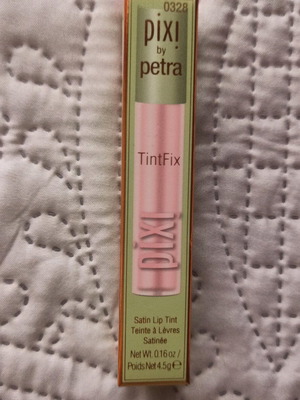 0328
pixi
by
petra
TintFix
pixi
Satin Lip Tint
Teinte à Lèvres
Satinée
Net Wt. 0.16 oz /
Poids Net 4.5g ℮